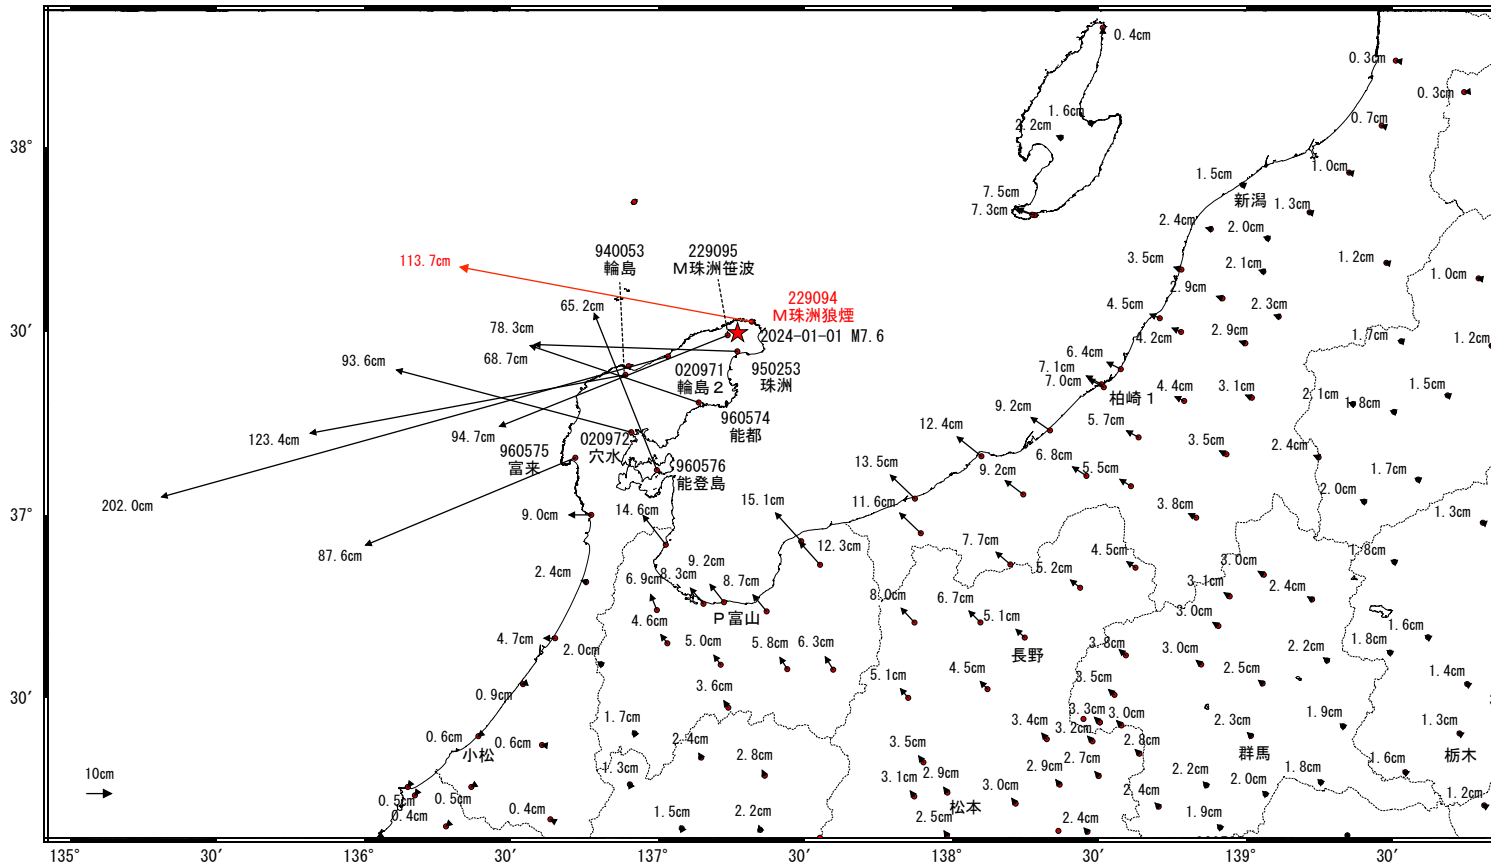 0.4cm
0.3cm
0.3cm
1.6cm
2.2cm
0.7cm
38°
1.0cm
1.5cm
7.5cm
新潟
7.3cm
1.3cm
2.4cm
2.0cm
940053
229095
輪島
M珠洲笹波
113.7cm
3.5cm
2.1cm
1.2cm
1.0cm
2.9cm
229094
M珠洲狼煙
65.2cm
4.5cm
2.3cm
30′
78.3cm
2024-01-01 M7.6
4.2cm
2.9cm
1.7cm
1.2cm
93.6cm
68.7cm
6.4cm
020971
950253
7.1cm
輪島2
珠洲
7.0cm
4.4cm
3.1cm
2.1cm
1.5cm
柏崎1
1.8cm
960574
能都
9.2cm
5.7cm
12.4cm
123.4cm
94.7cm
960575
020972
富来
穴水
3.5cm
2.4cm
6.8cm
960576
能登島
13.5cm
9.2cm
5.5cm
1.7cm
202.0cm
15.1cm
11.6cm
2.0cm
37°
9.0cm
14.6cm
3.8cm
1.3cm
87.6cm
12.3cm
7.7cm
4.5cm
3.0cm
1.8cm
2.4cm
6.9cm
8.3cm
9.2cm
8.7cm
5.2cm
3.1cm
2.4cm
8.0cm
6.7cm
P富山
4.6cm
5.1cm
3.0cm
1.6cm
4.7cm
2.0cm
5.0cm
5.8cm
6.3cm
長野
3.8cm
3.0cm
2.2cm
1.8cm
5.1cm
4.5cm
2.5cm
1.4cm
30′
0.9cm
3.6cm
3.5cm
1.7cm
3.4cm
3.3cm
3.0cm
2.3cm
1.9cm
1.3cm
3.2cm
0.6cm
0.6cm
2.4cm
2.8cm
3.5cm
2.8cm
小松
群馬
栃木
1.3cm
3.1cm
2.9cm
3.0cm
2.9cm
2.7cm
2.2cm
2.0cm
1.8cm
1.6cm
10cm
0.5cm
0.5cm
0.4cm
0.4cm
松本
2.4cm
1.2cm
1.5cm
2.2cm
2.5cm
2.4cm
1.9cm
135°
30′
136°
30′
137°
30′
138°
30′
139°
30′